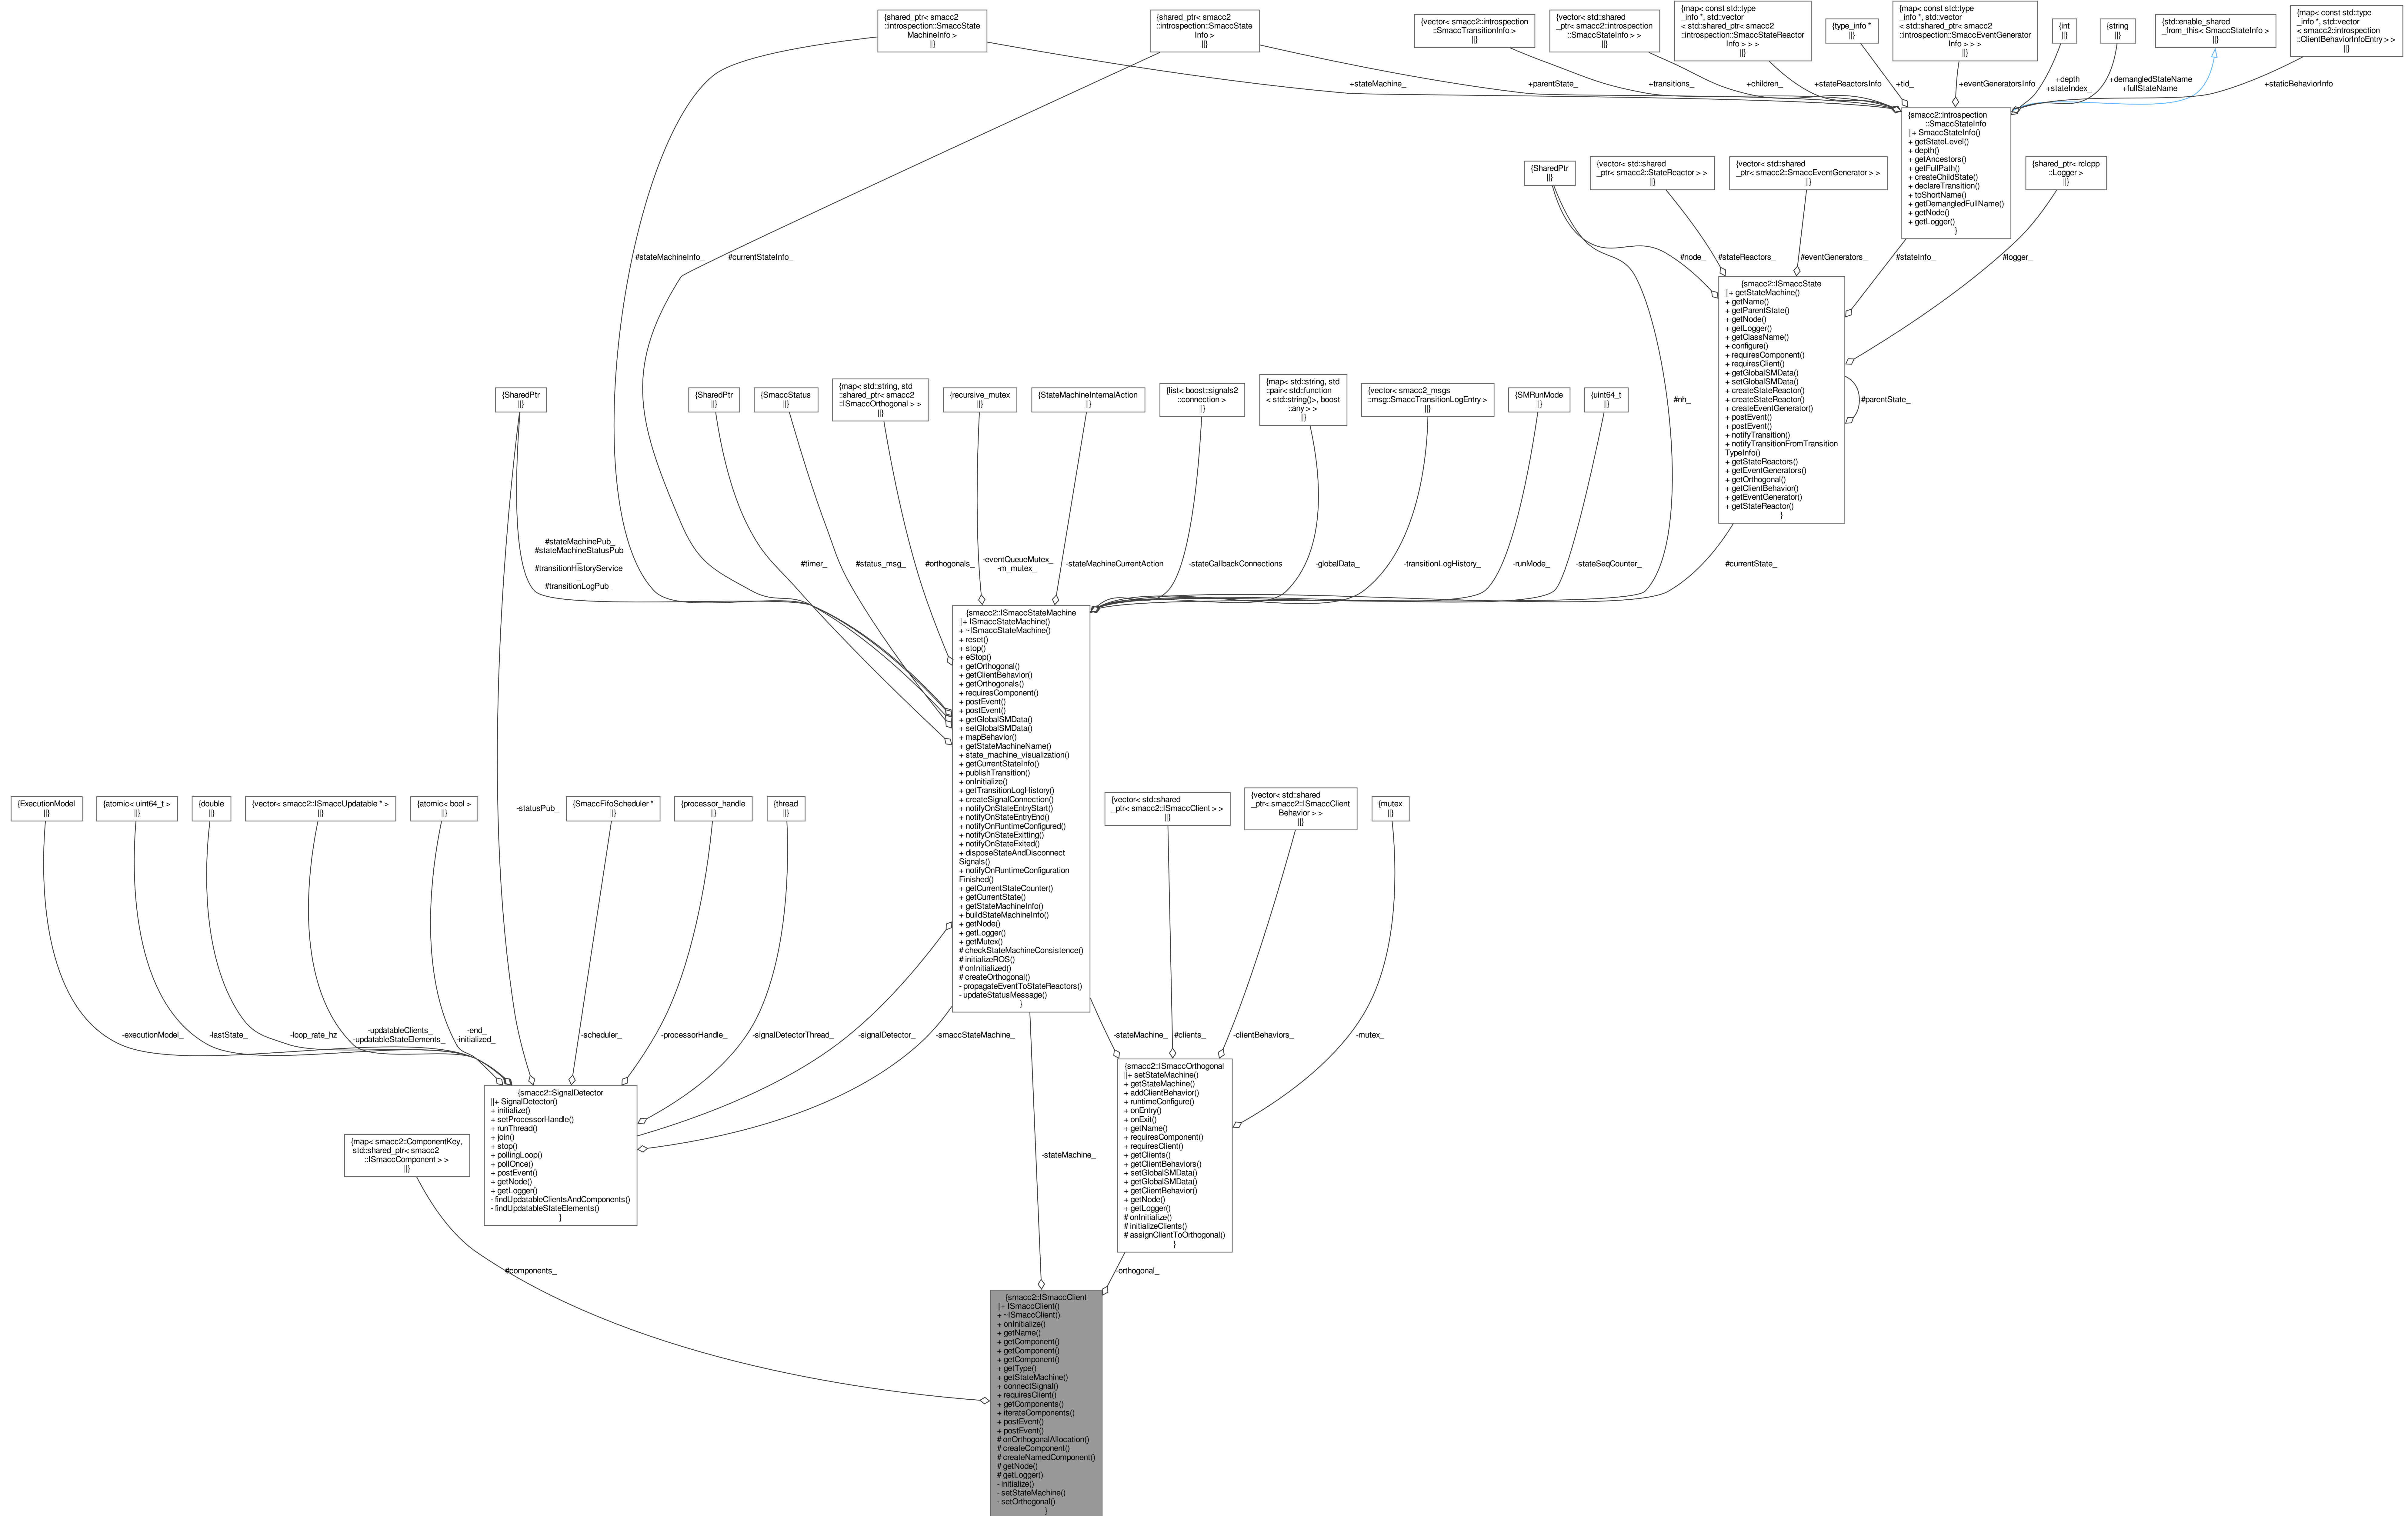 {shared_ptr< smacc2
::introspection::SmaccState
MachineInfo >
||}
{shared_ptr< smacc2
::introspection::SmaccState
Info >
||}
{vector< smacc2::introspection
::SmaccTransitionInfo >
||}
{vector< std::shared
_ptr< smacc2::introspection
::SmaccStateInfo > >
||}
{map< const std::type
_info *, std::vector
< std::shared_ptr< smacc2
::introspection::SmaccStateReactor
Info > > >
||}
{type_info *
||}
{map< const std::type
_info *, std::vector
< std::shared_ptr< smacc2
::introspection::SmaccEventGenerator
Info > > >
||}
{int
||}
{string
||}
{std::enable_shared
_from_this< SmaccStateInfo >
||}
{map< const std::type
_info *, std::vector
< smacc2::introspection
::ClientBehaviorInfoEntry > >
||}
+stateMachine_
+parentState_
+transitions_
+children_
+stateReactorsInfo
+tid_
+eventGeneratorsInfo
+depth_
+stateIndex_
+demangledStateName
+fullStateName
+staticBehaviorInfo
{smacc2::introspection
::SmaccStateInfo
||+ SmaccStateInfo()
+ getStateLevel()
+ depth()
+ getAncestors()
+ getFullPath()
+ createChildState()
+ declareTransition()
+ toShortName()
+ getDemangledFullName()
+ getNode()
+ getLogger()
}
{SharedPtr
||}
{vector< std::shared
_ptr< smacc2::StateReactor > >
||}
{vector< std::shared
_ptr< smacc2::SmaccEventGenerator > >
||}
{shared_ptr< rclcpp
::Logger >
||}
#stateMachineInfo_
#currentStateInfo_
#node_
#stateReactors_
#eventGenerators_
#stateInfo_
#logger_
{smacc2::ISmaccState
||+ getStateMachine()
+ getName()
+ getParentState()
+ getNode()
+ getLogger()
+ getClassName()
+ configure()
+ requiresComponent()
+ requiresClient()
+ getGlobalSMData()
+ setGlobalSMData()
+ createStateReactor()
+ createStateReactor()
+ createEventGenerator()
+ postEvent()
+ postEvent()
+ notifyTransition()
+ notifyTransitionFromTransition
TypeInfo()
+ getStateReactors()
+ getEventGenerators()
+ getOrthogonal()
+ getClientBehavior()
+ getEventGenerator()
+ getStateReactor()
}
#parentState_
#nh_
{SharedPtr
||}
{SharedPtr
||}
{SmaccStatus
||}
{map< std::string, std
::shared_ptr< smacc2
::ISmaccOrthogonal > >
||}
{recursive_mutex
||}
{StateMachineInternalAction
||}
{list< boost::signals2
::connection >
||}
{map< std::string, std
::pair< std::function
< std::string()>, boost
::any > >
||}
{vector< smacc2_msgs
::msg::SmaccTransitionLogEntry >
||}
{SMRunMode
||}
{uint64_t
||}
#stateMachinePub_
#stateMachineStatusPub
_
#transitionHistoryService
_
#transitionLogPub_
#timer_
#status_msg_
#orthogonals_
-eventQueueMutex_
-m_mutex_
-stateMachineCurrentAction
-stateCallbackConnections
-globalData_
-transitionLogHistory_
-runMode_
-stateSeqCounter_
#currentState_
{smacc2::ISmaccStateMachine
||+ ISmaccStateMachine()
+ ~ISmaccStateMachine()
+ reset()
+ stop()
+ eStop()
+ getOrthogonal()
+ getClientBehavior()
+ getOrthogonals()
+ requiresComponent()
+ postEvent()
+ postEvent()
+ getGlobalSMData()
+ setGlobalSMData()
+ mapBehavior()
+ getStateMachineName()
+ state_machine_visualization()
+ getCurrentStateInfo()
+ publishTransition()
+ onInitialize()
+ getTransitionLogHistory()
+ createSignalConnection()
+ notifyOnStateEntryStart()
+ notifyOnStateEntryEnd()
+ notifyOnRuntimeConfigured()
+ notifyOnStateExitting()
+ notifyOnStateExited()
+ disposeStateAndDisconnect
Signals()
+ notifyOnRuntimeConfiguration
Finished()
+ getCurrentStateCounter()
+ getCurrentState()
+ getStateMachineInfo()
+ buildStateMachineInfo()
+ getNode()
+ getLogger()
+ getMutex()
# checkStateMachineConsistence()
# initializeROS()
# onInitialized()
# createOrthogonal()
- propagateEventToStateReactors()
- updateStatusMessage()
}
{ExecutionModel
||}
{atomic< uint64_t >
||}
{double
||}
{vector< smacc2::ISmaccUpdatable * >
||}
{atomic< bool >
||}
-statusPub_
{SmaccFifoScheduler *
||}
{processor_handle
||}
{thread
||}
{vector< std::shared
_ptr< smacc2::ISmaccClient > >
||}
{vector< std::shared
_ptr< smacc2::ISmaccClient
Behavior > >
||}
{mutex
||}
-executionModel_
-lastState_
-loop_rate_hz
-updatableClients_
-updatableStateElements_
-end_
-initialized_
-scheduler_
-processorHandle_
-signalDetectorThread_
-signalDetector_
-smaccStateMachine_
-stateMachine_
#clients_
-clientBehaviors_
-mutex_
{smacc2::SignalDetector
||+ SignalDetector()
+ initialize()
+ setProcessorHandle()
+ runThread()
+ join()
+ stop()
+ pollingLoop()
+ pollOnce()
+ postEvent()
+ getNode()
+ getLogger()
- findUpdatableClientsAndComponents()
- findUpdatableStateElements()
}
{smacc2::ISmaccOrthogonal
||+ setStateMachine()
+ getStateMachine()
+ addClientBehavior()
+ runtimeConfigure()
+ onEntry()
+ onExit()
+ getName()
+ requiresComponent()
+ requiresClient()
+ getClients()
+ getClientBehaviors()
+ setGlobalSMData()
+ getGlobalSMData()
+ getClientBehavior()
+ getNode()
+ getLogger()
# onInitialize()
# initializeClients()
# assignClientToOrthogonal()
}
{map< smacc2::ComponentKey,
std::shared_ptr< smacc2
::ISmaccComponent > >
||}
-stateMachine_
#components_
-orthogonal_
{smacc2::ISmaccClient
||+ ISmaccClient()
+ ~ISmaccClient()
+ onInitialize()
+ getName()
+ getComponent()
+ getComponent()
+ getComponent()
+ getType()
+ getStateMachine()
+ connectSignal()
+ requiresClient()
+ getComponents()
+ iterateComponents()
+ postEvent()
+ postEvent()
# onOrthogonalAllocation()
# createComponent()
# createNamedComponent()
# getNode()
# getLogger()
- initialize()
- setStateMachine()
- setOrthogonal()
}